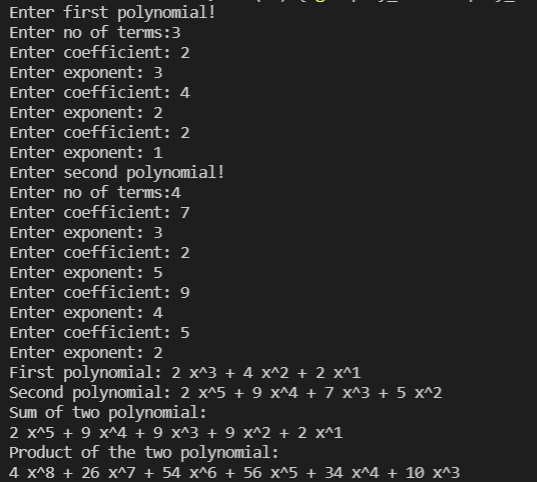 Enter first polynomial!
Enter no of terms:3
Enter coefficient: 2
Enter exponent: 3
Enter coefficient: 4
Enter exponent: 2
Enter coefficient: 2
Enter exponent: 1
Enter second polynomial!
Enter no of terms:4
Enter coefficient: 7
Enter exponent: 3
Enter coefficient: 2
Enter exponent: 5
Enter coefficient: 9
Enter exponent: 4
Enter coefficient: 5
Enter exponent: 2
First polynomial: 2 x^3 + 4 x^2 + 2 x^1
Second polynomial: 2 x^5 + 9 x^4 + 7 x^3 + 5 x^2
Sum of two polynomial:
2 x^5 + 9 x^4 + 9 x^3 + 9 x^2 + 2 x^1
Product of the two polynomial:
4 x^8 + 26 x^7 + 54 x^6 + 56 x^5 + 34 x^4 + 10 x^3